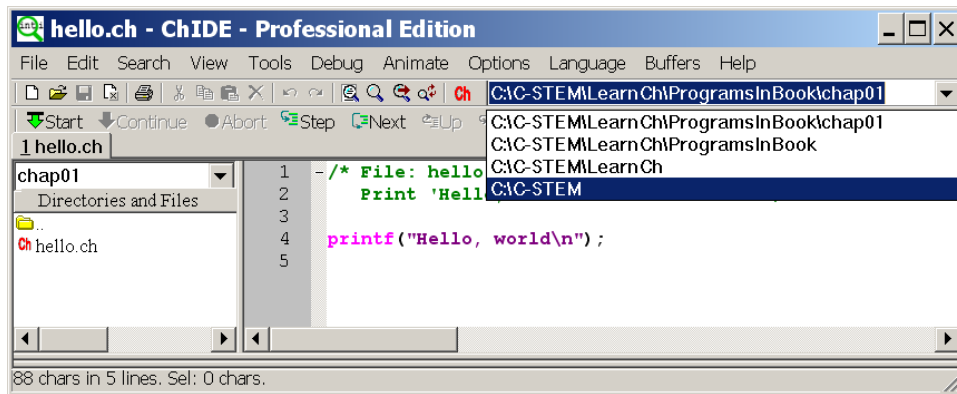 hello.ch - ChIDE - Professional Edition
File Edit Search View Tools Debug Animate Options Language Buffers Help
Ch C:\C-STEM\LearnCh\ProgramsInBook\chap01
Start Continue Abort Step Next Up
C:\C-STEM\LearnCh\ProgramsInBook\chap01
C:\C-STEM\LearnCh\ProgramsInBook
C:\C-STEM\LearnCh
C:\C-STEM
1 hello.ch
chap01
Directories and Files
..
Ch hello.ch
1 -/* File: hello
2 Print 'Hell
3
4 printf("Hello, world\n");
5
88 chars in 5 lines. Sel: 0 chars.